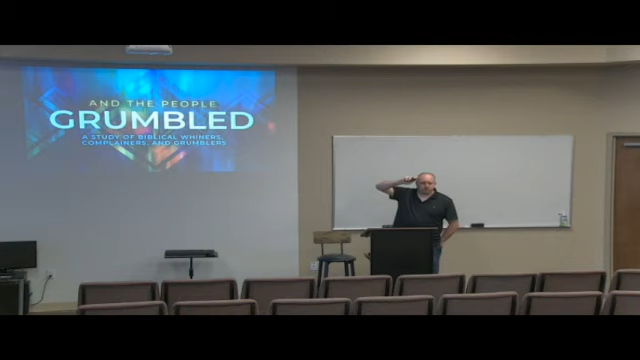 AND THE PEOPLE
GRUMBLED
A STUDY OF BIBLICAL WHINERS,
COMPLAINERS, AND GRUMBLERS